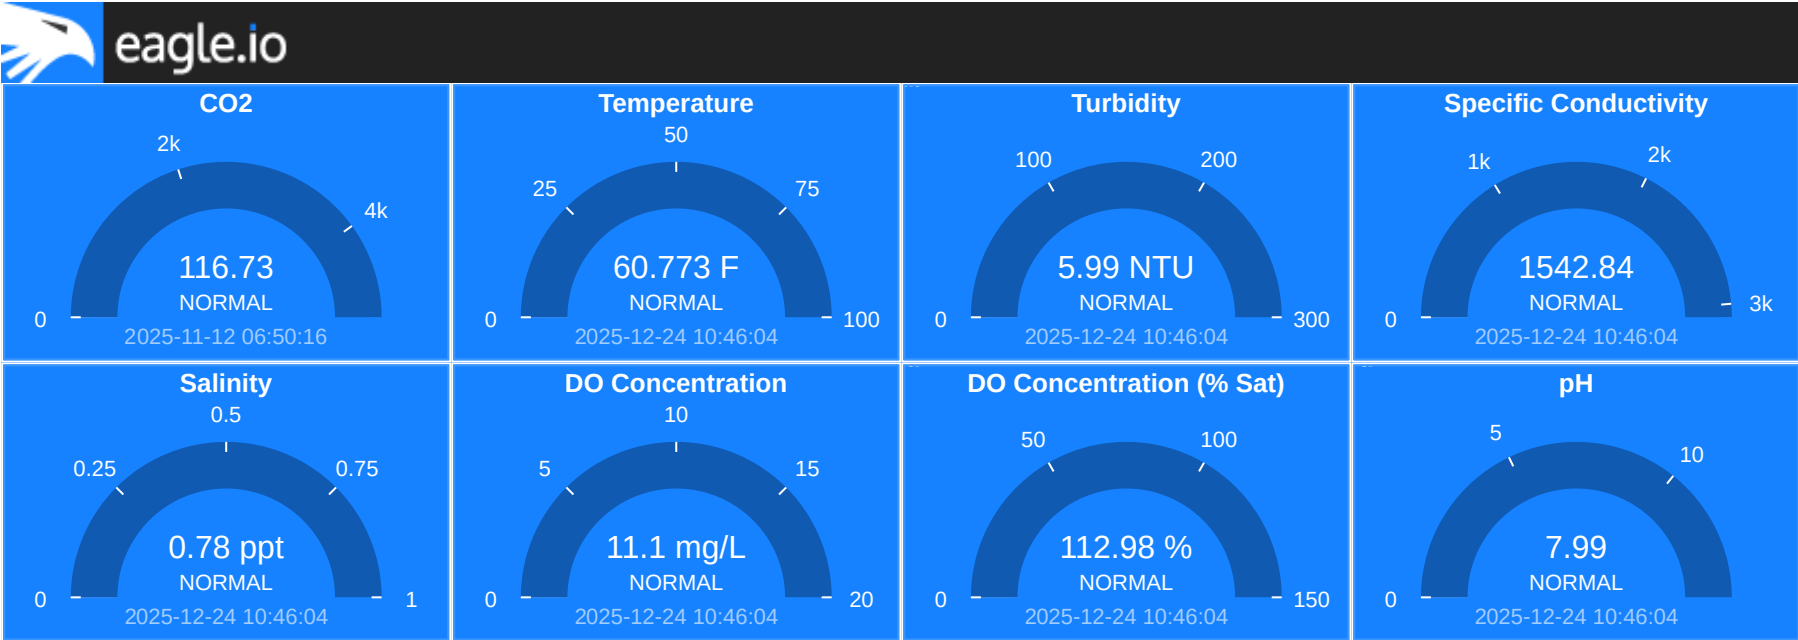 eagle.io
CO2
2k
4k
0
116.73
NORMAL
2025-11-12 06:50:16
Temperature
50
25
75
0
100
60.773 F
NORMAL
2025-12-24 10:46:04
Turbidity
100
200
0
300
5.99 NTU
NORMAL
2025-12-24 10:46:04
Specific Conductivity
1k
2k
0
3k
1542.84
NORMAL
2025-12-24 10:46:04
Salinity
0.5
0.25
0.75
0
1
0.78 ppt
NORMAL
2025-12-24 10:46:04
DO Concentration
10
5
15
0
20
11.1 mg/L
NORMAL
2025-12-24 10:46:04
DO Concentration (% Sat)
50
100
0
150
112.98 %
NORMAL
2025-12-24 10:46:04
pH
5
10
0
7.99
NORMAL
2025-12-24 10:46:04